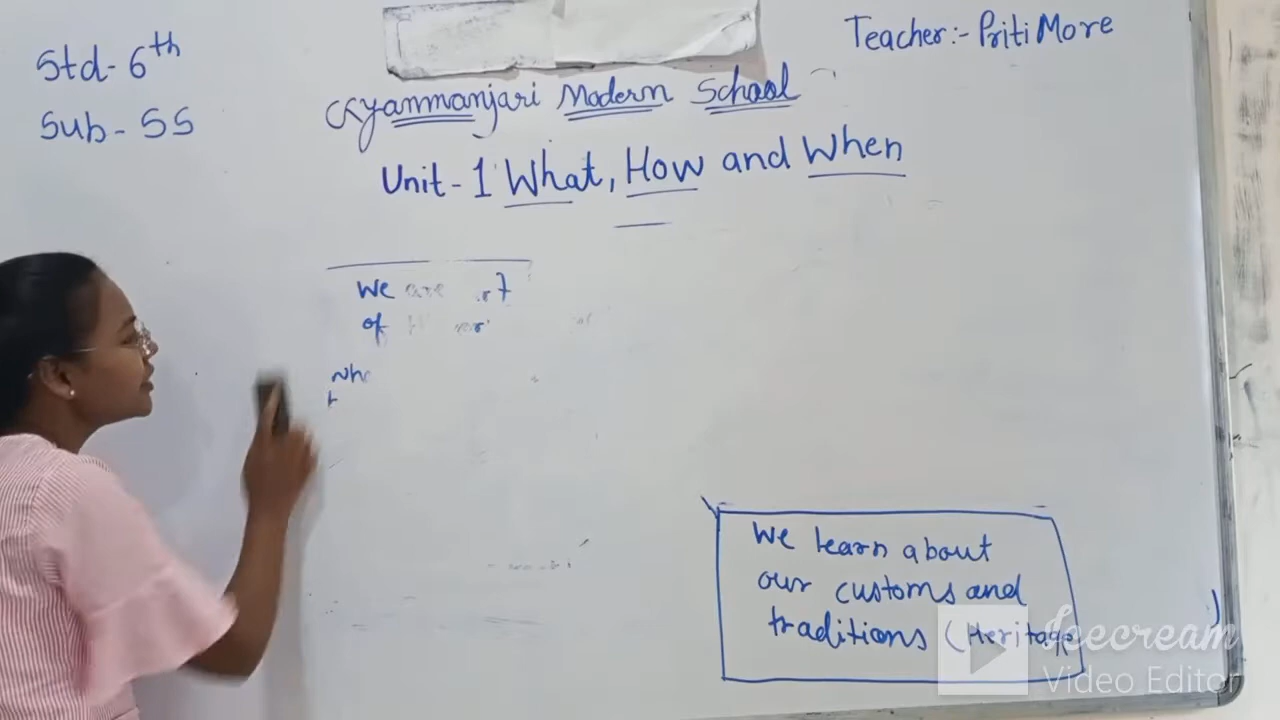 Std- 6th
Sub- SS
Teacher:- Priti More
Gyanmanjari Modern School
Unit- 1 What, How and When
We are
of
We learn about
our customs and
traditions (Heritage
Icecream
Video Editor